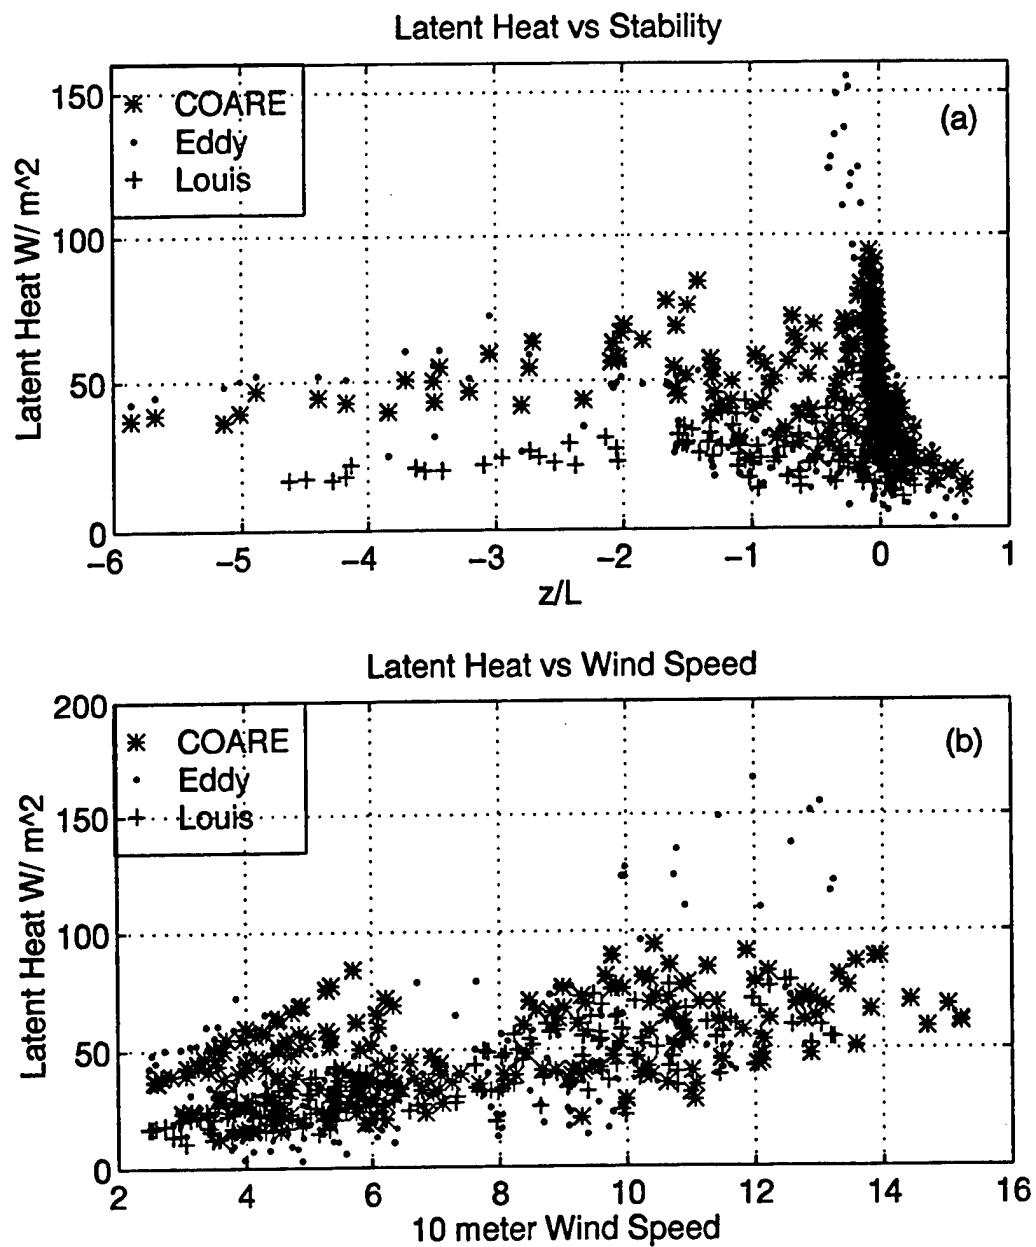 Latent Heat vs Stability
Latent Heat W/ m^2
150
100
50
0
COARE
Eddy
Louis
(a)
−6 −5 −4 −3 −2 −1 0 1
z/L
Latent Heat vs Wind Speed
Latent Heat W/ m^2
200
150
100
50
0
COARE
Eddy
Louis
(b)
2 4 6 8 10 12 14 16
10 meter Wind Speed